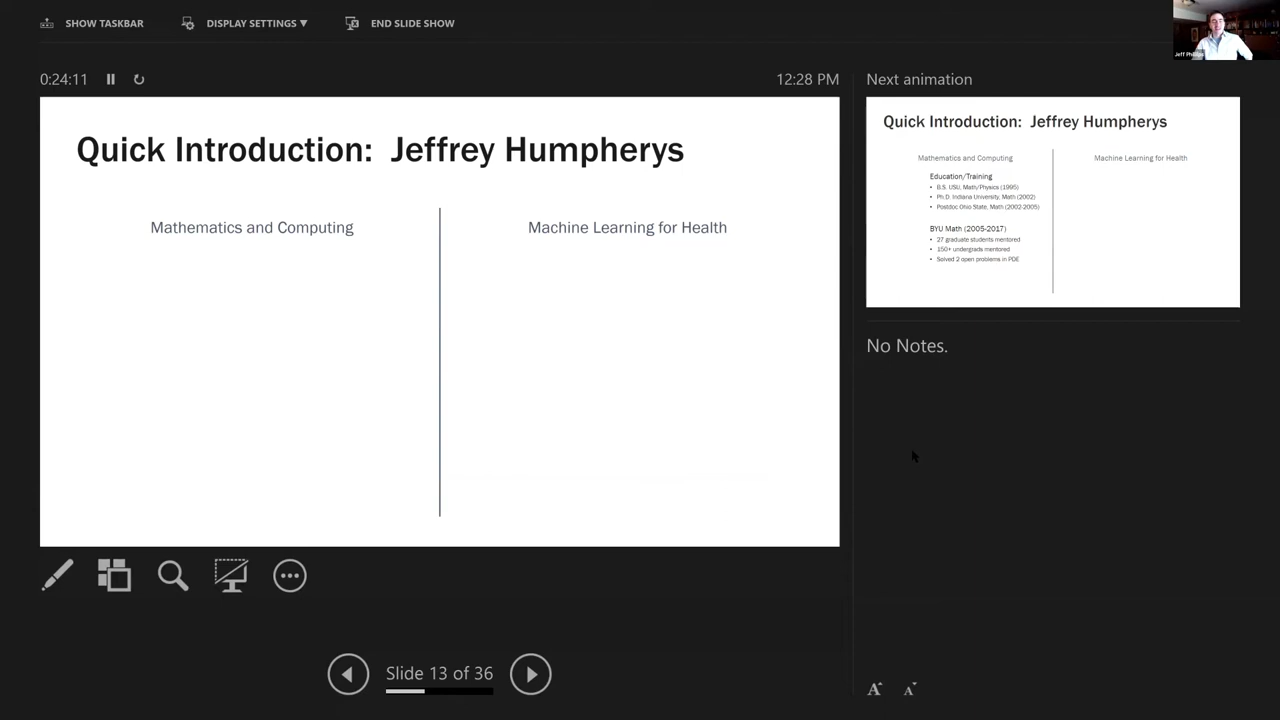 SHOW TASKBAR
DISPLAY SETTINGS ▼
END SLIDE SHOW
0:24:11
12:28 PM
Quick Introduction: Jeffrey Humpherys
Mathematics and Computing
Machine Learning for Health
Slide 13 of 36
Next animation
Quick Introduction: Jeffrey Humpherys
Mathematics and Computing
Machine Learning for Health
Education/Training
• B.S. USU, Math/Physics (1995)
• Ph.D. Indiana University, Math (2002)
• Postdoc Ohio State, Math (2002-2005)
BYU Math (2005-2017)
• 27 graduate students mentored
• 150+ undergrads mentored
• Solved 2 open problems in PDE
No Notes.
A A
Jeff Phillips